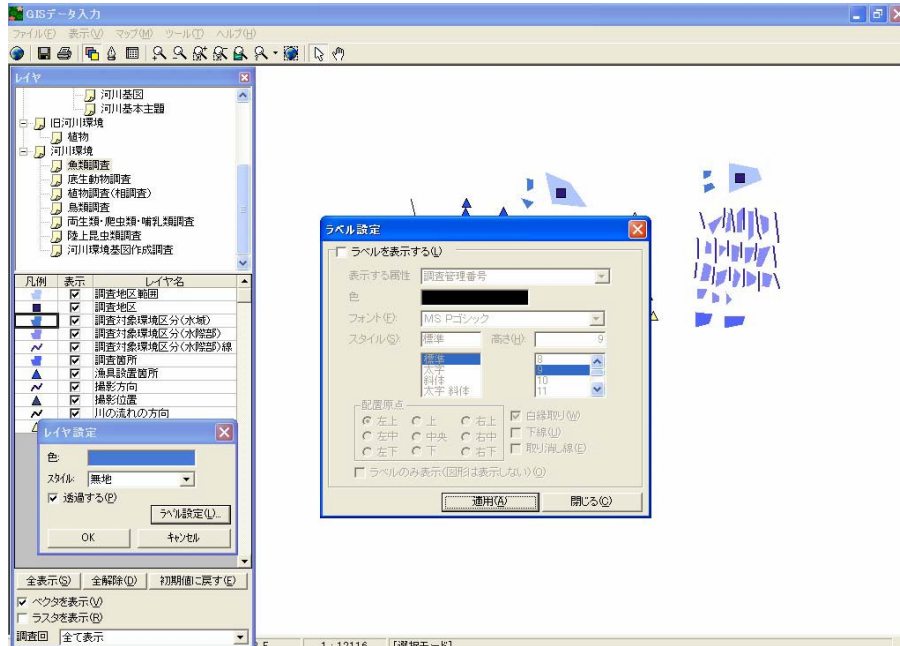 GISデータ入力
ファイル(F) 表示(V) マップ(M) ツール(T) ヘルプ(H)
レイヤ
河川基図
河川基本主題
旧河川環境
植物
河川環境
魚類調査
底生動物調査
植物調査(相調査)
鳥類調査
両生類・爬虫類・哺乳類調査
陸上昆虫類調査
河川環境基図作成調査
凡例 表示 レイヤ名
調査地区範囲
調査地区
調査対象環境区分(水域)
調査対象環境区分(水際部)
調査対象環境区分(水際部)線
調査箇所
漁具設置箇所
撮影方向
撮影位置
川の流れの方向
レイヤ設定
色:
スタイル: 無地
透過する(P)
ラベル設定(L)...
OK キャンセル
全表示(S) 全解除(D) 初期値に戻す(E)
ベクタを表示(V)
ラスタを表示(R)
調査回 全て表示
ラベル設定
ラベルを表示する(L)
表示する属性 調査管理番号
色
フォント(F): MS Pゴシック
スタイル(S): 標準 高さ(H): 9
標準
太字
斜体
太字 斜体
8
9
10
11
配置原点
左上 上 右上
左中 中央 右中
左下 下 右下
白縁取り(W)
下線(U)
取り消し線(E)
ラベルのみ表示(図形は表示しない)(O)
適用(A) 閉じる(C)
1 : 12116 [選択モード]